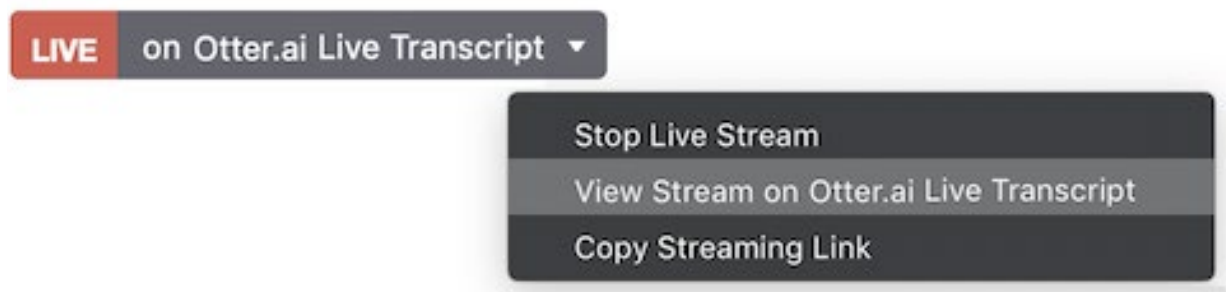 LIVE on Otter.ai Live Transcript
Stop Live Stream
View Stream on Otter.ai Live Transcript
Copy Streaming Link